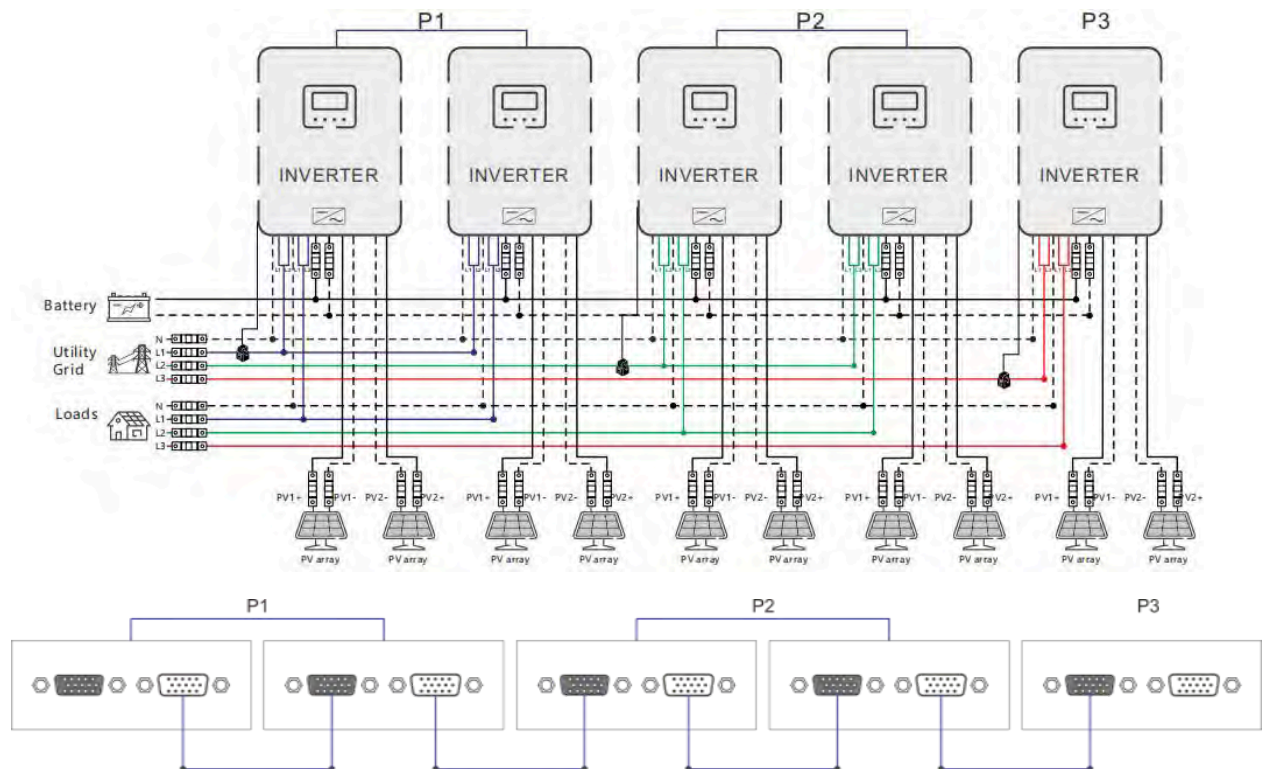 P1 P2 P3
INVERTER INVERTER INVERTER INVERTER INVERTER
Battery
Utility
Grid
N
L1
L2
L3
Loads
N
L1
L2
L3
PV1+ PV1- PV2- PV2+ PV1+ PV1- PV2- PV2+ PV1+ PV1- PV2- PV2+ PV1+ PV1- PV2- PV2+ PV1+ PV1- PV2- PV2+
PV array PV array PV array PV array PV array PV array PV array PV array PV array PV array
P1 P2 P3